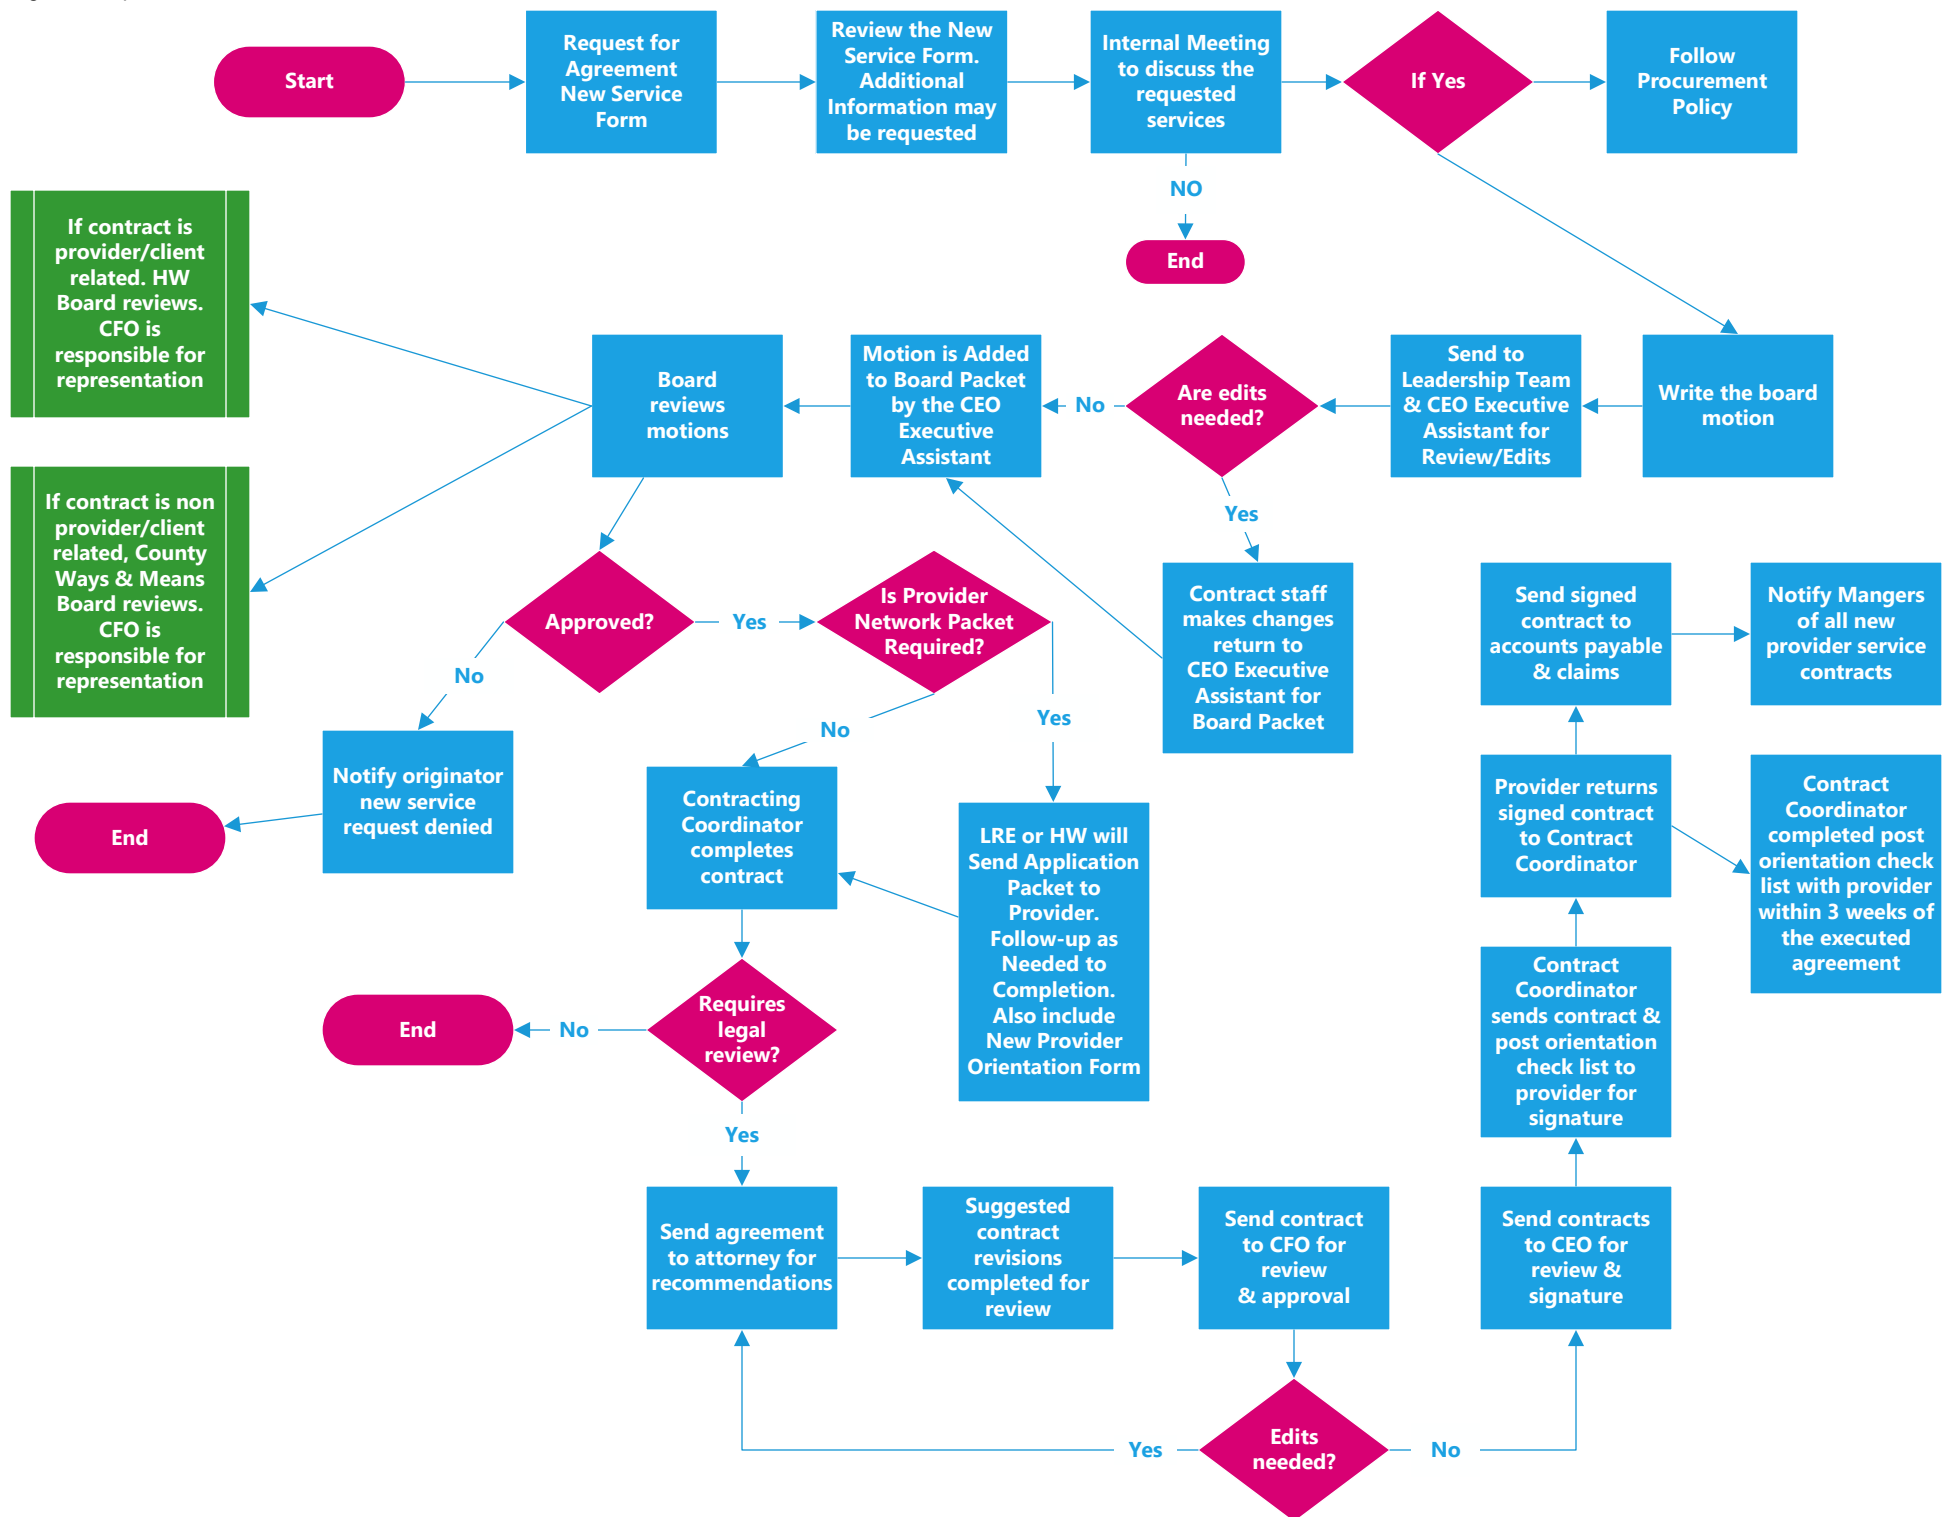 Start
Request for
Agreement
New Service
Form
Review the New
Service Form.
Additional
Information may
be requested
Internal Meeting
to discuss the
requested
services
If Yes
Follow
Procurement
Policy
NO
End
If contract is
provider/client
related. HW
Board reviews.
CFO is
responsible for
representation
Board
reviews
motions
Motion is Added
to Board Packet
by the CEO
Executive
Assistant
No
Are edits
needed?
Send to
Leadership Team
& CEO Executive
Assistant for
Review/Edits
Write the board
motion
If contract is non
provider/client
related, County
Ways & Means
Board reviews.
CFO is
responsible for
representation
Yes
Approved?
Yes
Is Provider
Network Packet
Required?
Contract staff
makes changes
return to
CEO Executive
Assistant for
Board Packet
Send signed
contract to
accounts payable
& claims
Notify Mangers
of all new
provider service
contracts
No
No
Yes
Notify originator
new service
request denied
End
Contracting
Coordinator
completes
contract
LRE or HW will
Send Application
Packet to
Provider.
Follow-up as
Needed to
Completion.
Also include
New Provider
Orientation Form
Provider returns
signed contract
to Contract
Coordinator
Contract
Coordinator
completed post
orientation check
list with provider
within 3 weeks of
the executed
agreement
End
No
Requires
legal
review?
Contract
Coordinator
sends contract &
post orientation
check list to
provider for
signature
Yes
Send agreement
to attorney for
recommendations
Suggested
contract
revisions
completed for
review
Send contract
to CFO for
review
& approval
Send contracts
to CEO for
review &
signature
Yes
Edits
needed?
No